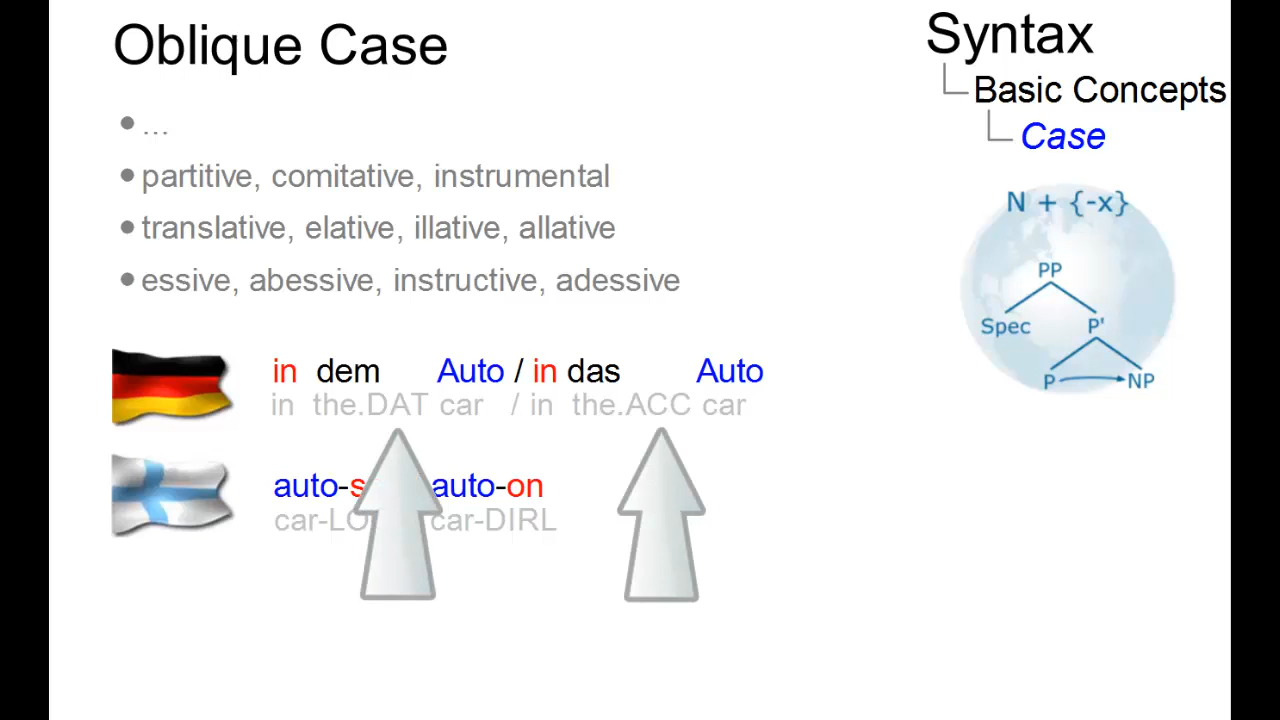 Oblique Case
Syntax
Basic Concepts
Case
• ...
• partitive, comitative, instrumental
• translative, elative, illative, allative
• essive, abessive, instructive, adessive
N + {-x}
PP
Spec P'
P NP
in dem Auto / in das Auto
in the.DAT car / in the.ACC car
auto-s auto-on
car-LO car-DIRL